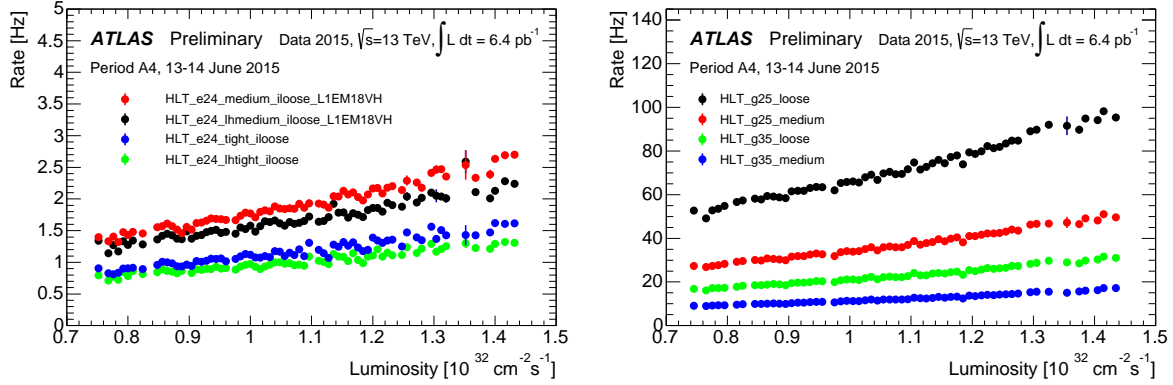 Rate [Hz]
5
4.5
4
3.5
3
2.5
2
1.5
1
0.5
0
ATLAS Preliminary Data 2015, √s=13 TeV, ∫L dt = 6.4 pb⁻¹
Period A4, 13-14 June 2015
HLT_e24_medium_iloose_L1EM18VH
HLT_e24_lhmedium_iloose_L1EM18VH
HLT_e24_tight_iloose
HLT_e24_lhtight_iloose
0.7 0.8 0.9 1 1.1 1.2 1.3 1.4 1.5
Luminosity [10³² cm⁻²s⁻¹]
Rate [Hz]
140
120
100
80
60
40
20
0
ATLAS Preliminary Data 2015, √s=13 TeV, ∫L dt = 6.4 pb⁻¹
Period A4, 13-14 June 2015
HLT_g25_loose
HLT_g25_medium
HLT_g35_loose
HLT_g35_medium
0.7 0.8 0.9 1 1.1 1.2 1.3 1.4 1.5
Luminosity [10³² cm⁻²s⁻¹]